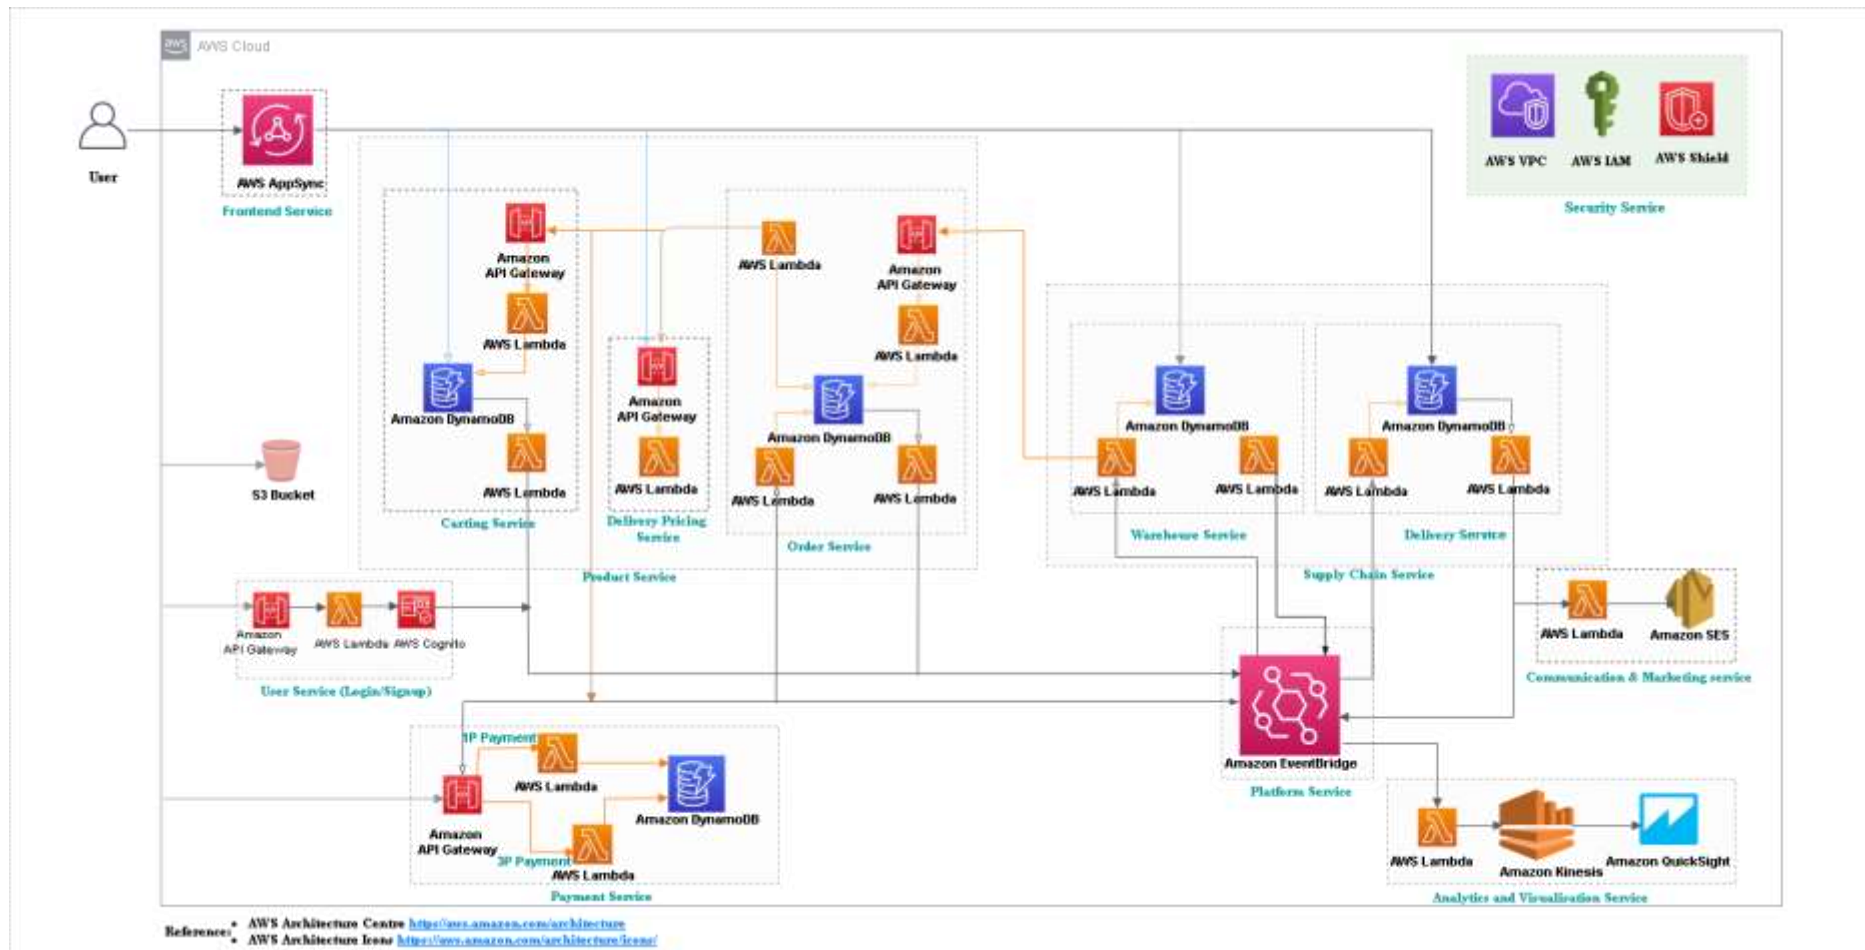 aws AWS Cloud
User
AWS AppSync
Frontend Service
AWS VPC
AWS IAM
AWS Shield
Security Service
Amazon
API Gateway
AWS Lambda
Amazon DynamoDB
AWS Lambda
Carting Service
Amazon
API Gateway
AWS Lambda
Delivery Pricing
Service
AWS Lambda
Amazon
API Gateway
AWS Lambda
Amazon DynamoDB
AWS Lambda
AWS Lambda
Order Service
Product Service
Amazon DynamoDB
AWS Lambda
AWS Lambda
Warehouse Service
Amazon DynamoDB
AWS Lambda
AWS Lambda
Delivery Service
Supply Chain Service
S3 Bucket
Amazon
API Gateway
AWS Lambda
AWS Cognito
User Service (Login/Signup)
AWS Lambda
Amazon SES
Communication & Marketing service
Amazon EventBridge
Platform Service
1P Payment
AWS Lambda
Amazon DynamoDB
Amazon
API Gateway
3P Payment
AWS Lambda
Payment Service
AWS Lambda
Amazon Kinesis
Amazon QuickSight
Analytics and Visualisation Service
Reference:
• AWS Architecture Centre https://aws.amazon.com/architecture
• AWS Architecture Icons https://aws.amazon.com/architecture/icons/